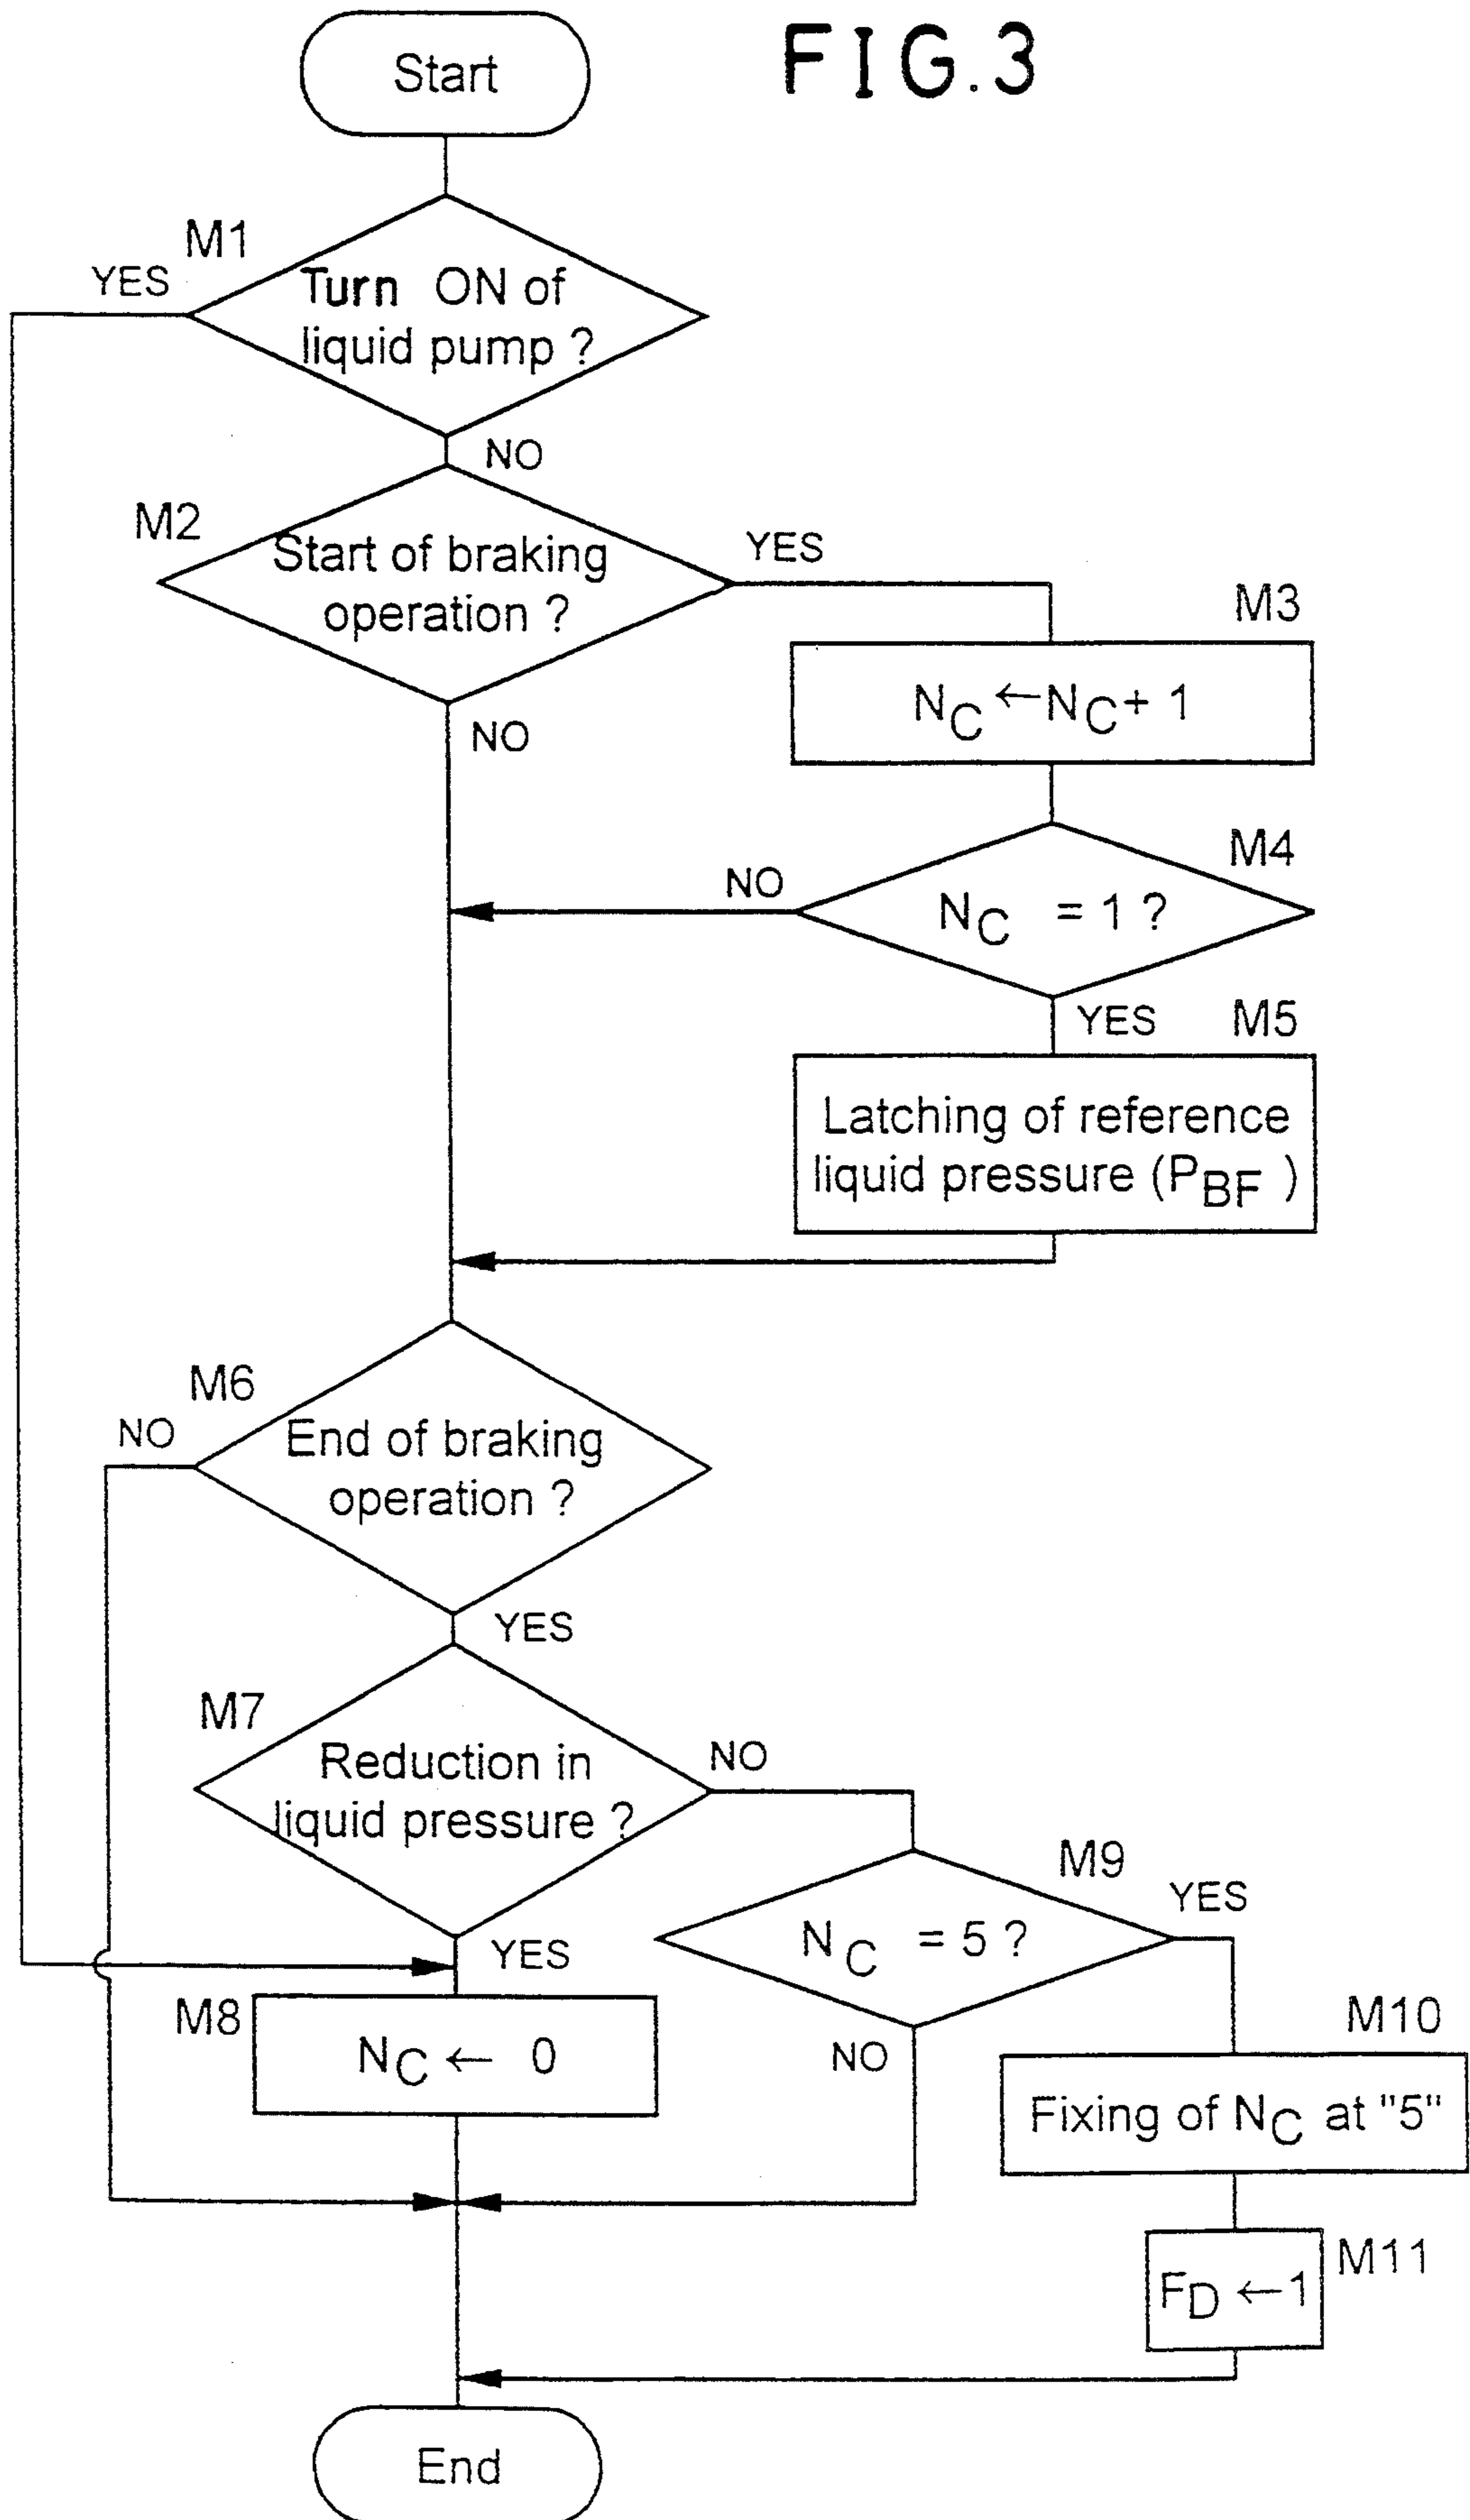 FIG.3
Start
M1
YES
Turn ON of
liquid pump ?
NO
M2
Start of braking
operation ?
YES
M3
NC ← NC + 1
NO
M4
NO
NC = 1 ?
YES
M5
Latching of reference
liquid pressure (PBF )
M6
NO
End of braking
operation ?
YES
M7
Reduction in
liquid pressure ?
NO
M9
YES
NC = 5 ?
YES
M8
NC ← 0
NO
M10
Fixing of NC at "5"
M11
FD ← 1
End